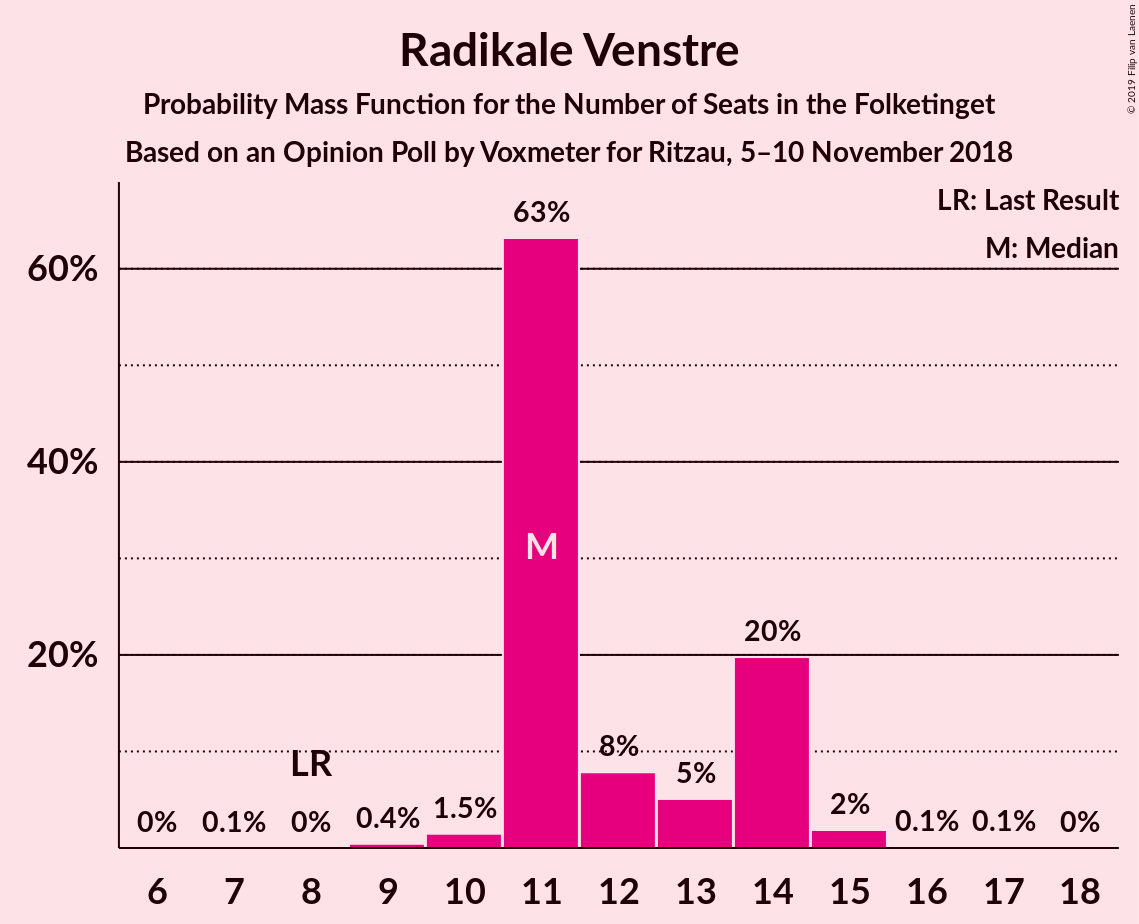 Radikale Venstre
Probability Mass Function for the Number of Seats in the Folketinget
Based on an Opinion Poll by Voxmeter for Ritzau, 5–10 November 2018
© 2019 Filip van Laenen
LR: Last Result
M: Median
60%
40%
20%
0%
0.1%
LR
0%
0.4%
1.5%
63%
M
8%
5%
20%
2%
0.1%
0.1%
0%
6 7 8 9 10 11 12 13 14 15 16 17 18